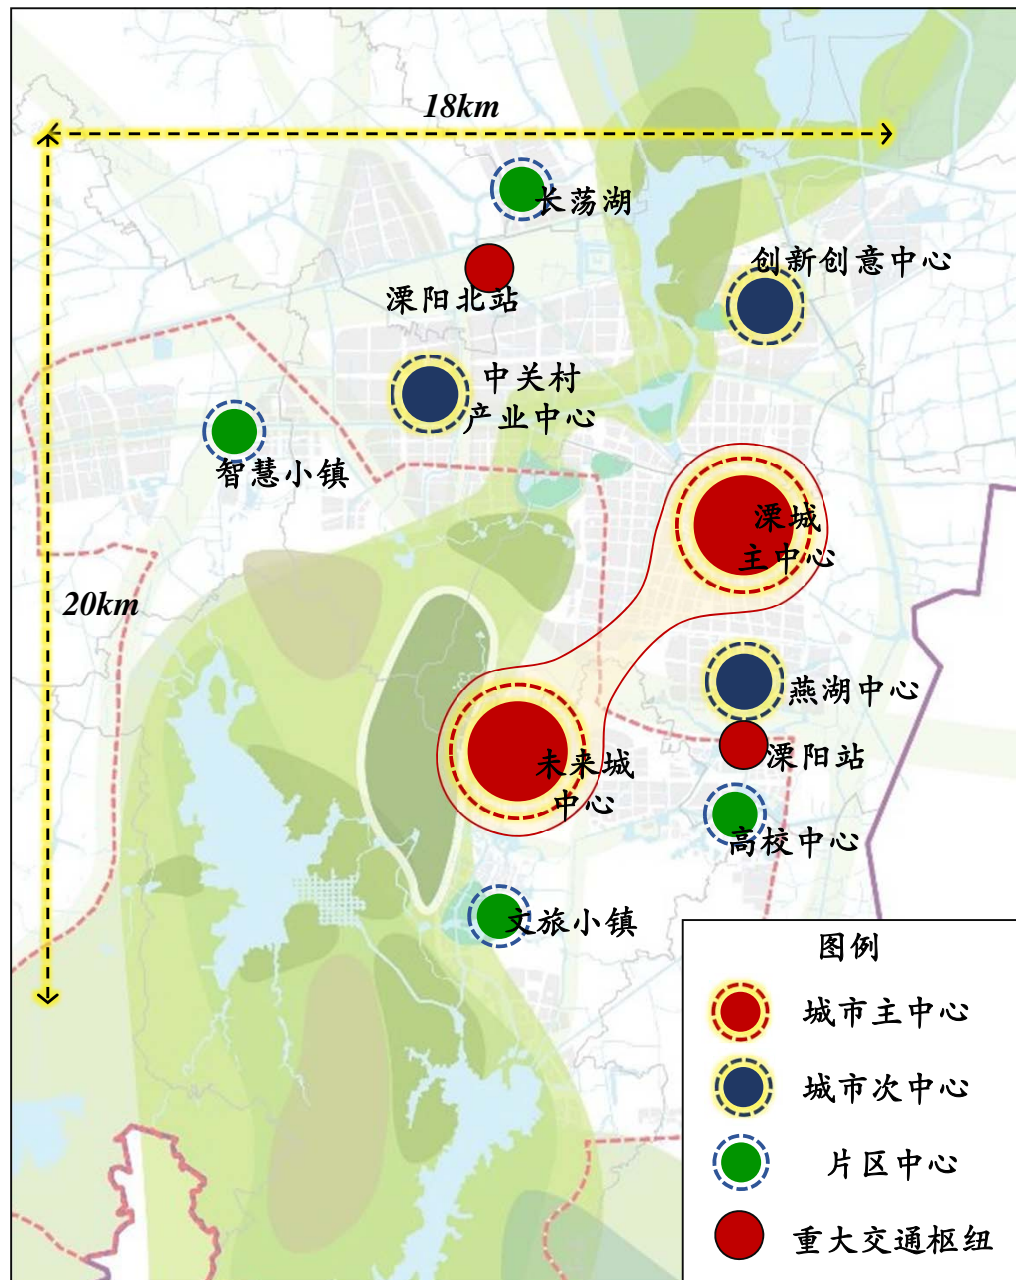 18km
长荡湖
创新创意中心
溧阳北站
中关村
产业中心
智慧小镇
溧城
主中心
20km
燕湖中心
溧阳站
未来城
中心
高校中心
文旅小镇
图例
城市主中心
城市次中心
片区中心
重大交通枢纽